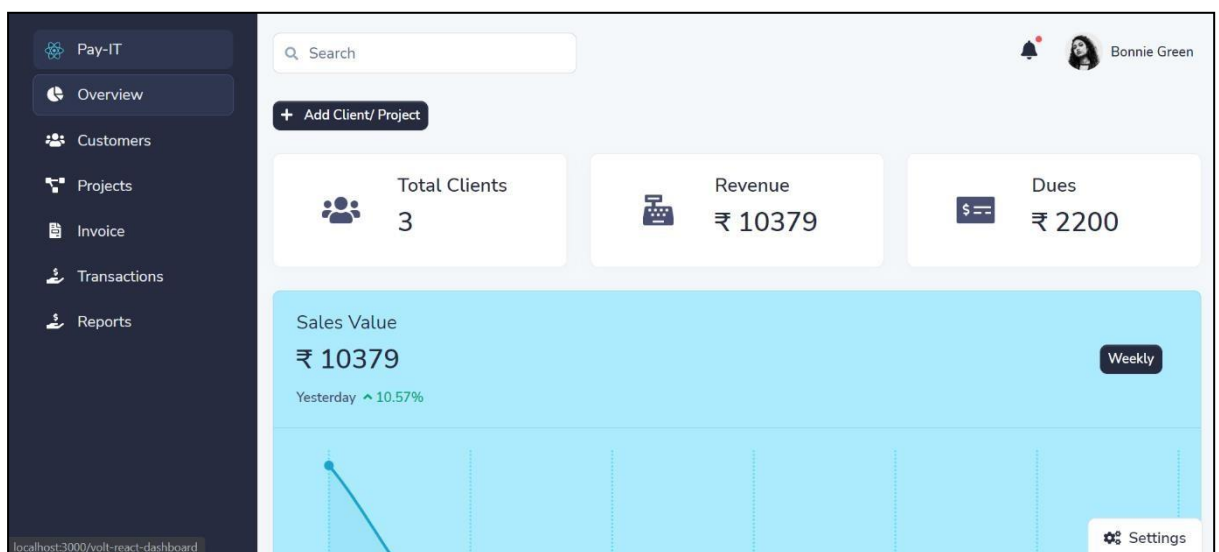 Pay-IT
Overview
Customers
Projects
Invoice
Transactions
Reports
localhost:3000/volt-react-dashboard
Search
Bonnie Green
+ Add Client/ Project
Total Clients
3
Revenue
₹ 10379
Dues
₹ 2200
Sales Value
₹ 10379
Yesterday ^ 10.57%
Weekly
Settings